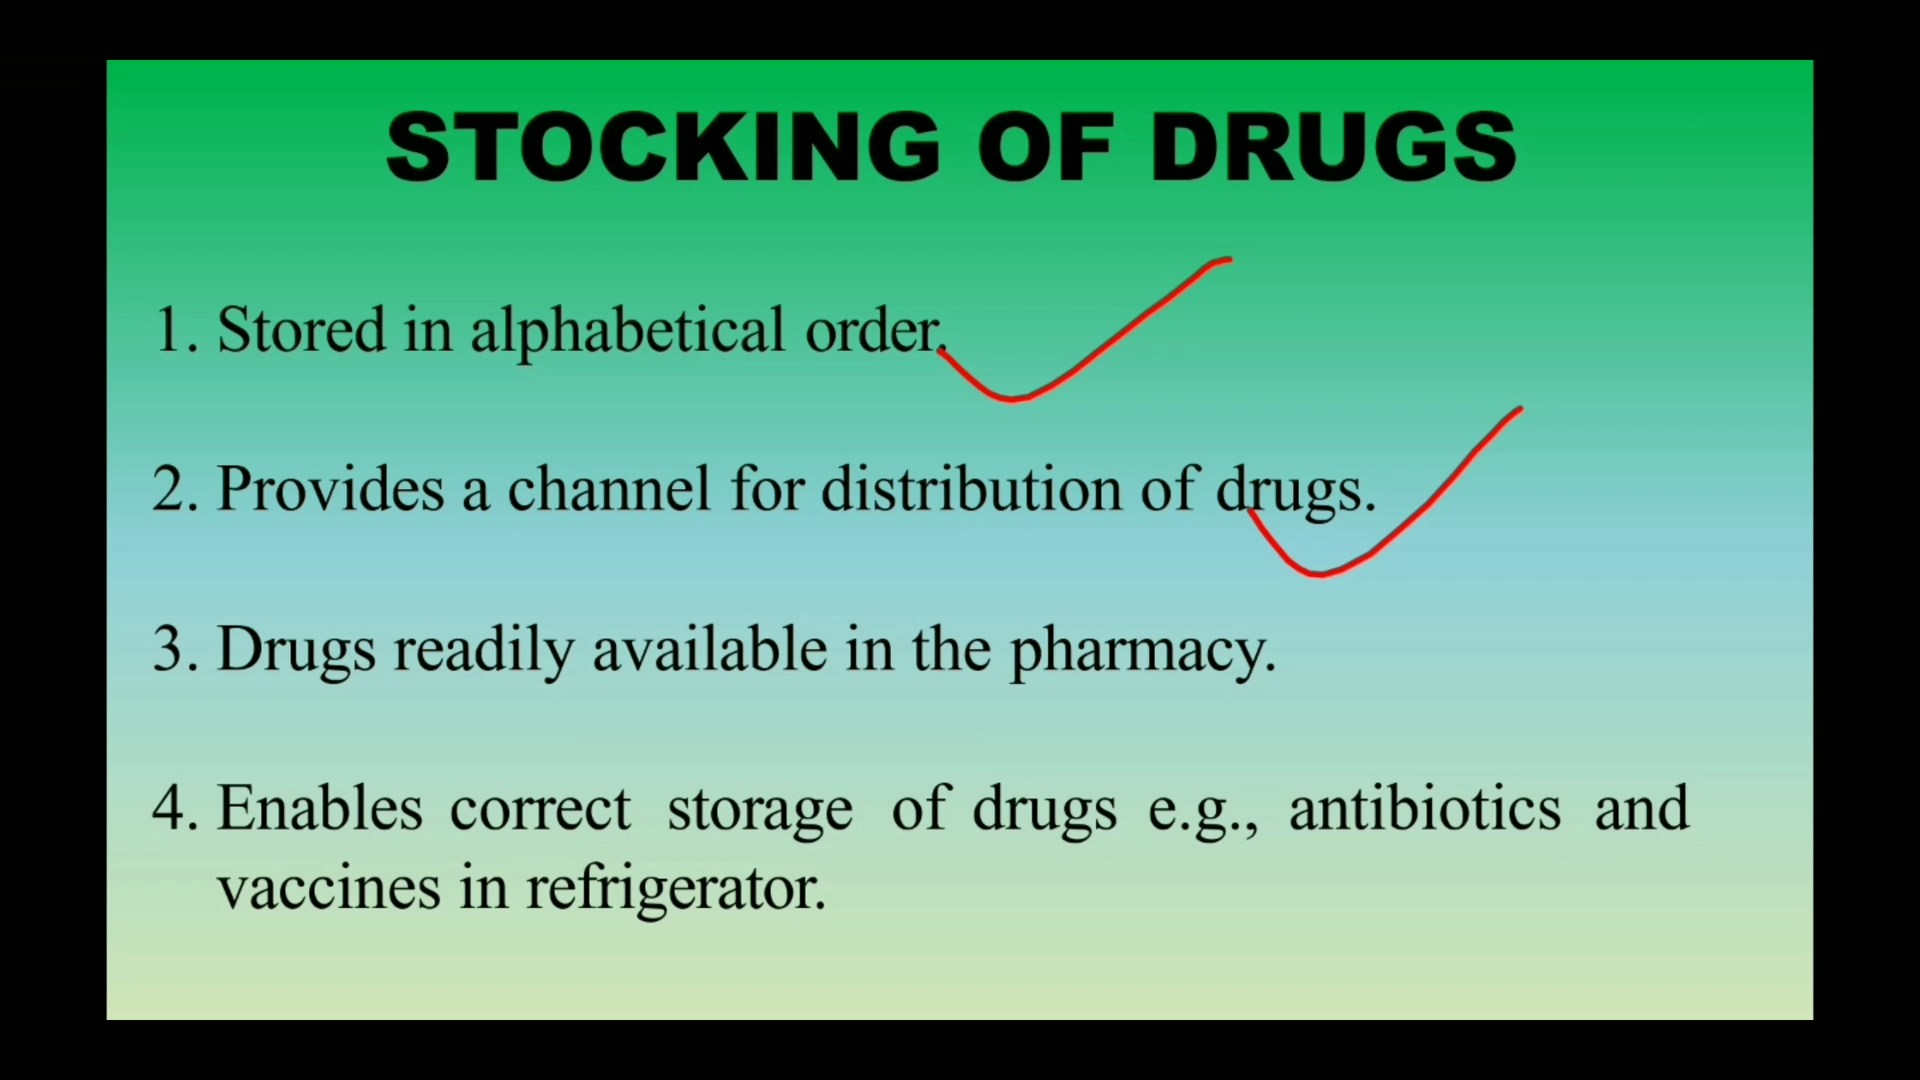 STOCKING OF DRUGS
1. Stored in alphabetical order.
2. Provides a channel for distribution of drugs.
3. Drugs readily available in the pharmacy.
4. Enables correct storage of drugs e.g., antibiotics and
vaccines in refrigerator.